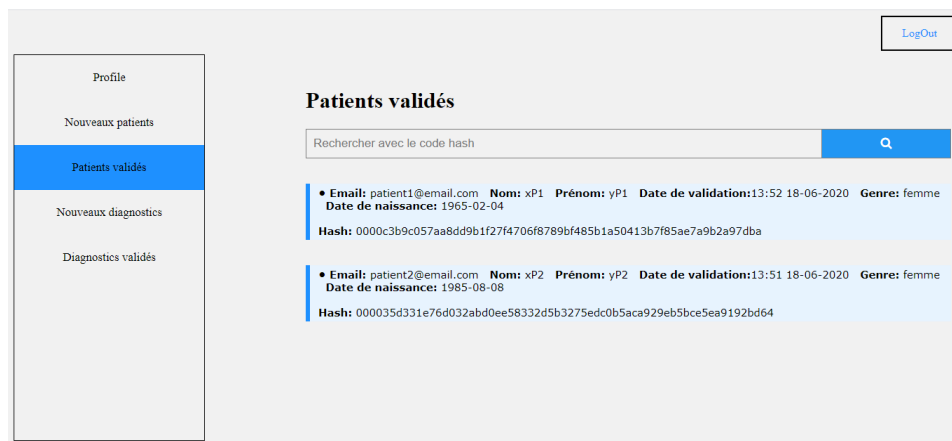 LogOut
Profile
Nouveaux patients
Patients validés
Nouveaux diagnostics
Diagnostics validés
Patients validés
Rechercher avec le code hash
• Email: patient1@email.com Nom: xP1 Prénom: yP1 Date de validation:13:52 18-06-2020 Genre: femme
Date de naissance: 1965-02-04
Hash: 0000c3b9c057aa8dd9b1f27f4706f8789bf485b1a50413b7f85ae7a9b2a97dba
• Email: patient2@email.com Nom: xP2 Prénom: yP2 Date de validation:13:51 18-06-2020 Genre: femme
Date de naissance: 1985-08-08
Hash: 000035d331e76d032abd0ee58332d5b3275edc0b5aca929eb5bce5ea9192bd64